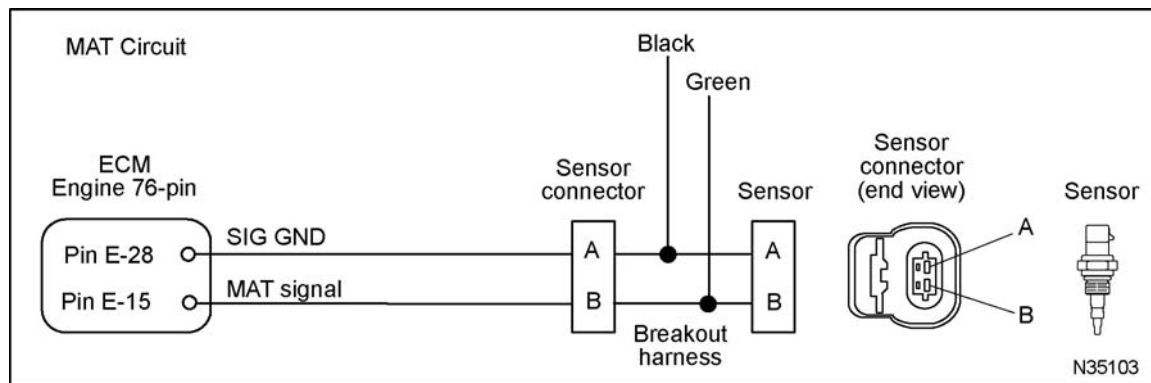 MAT Circuit
Black
Green
ECM
Engine 76-pin
Sensor
connector
Sensor
Sensor
connector
(end view)
Sensor
Pin E-28
SIG GND
A
A
A
Pin E-15
MAT signal
B
B
B
Breakout
harness
N35103